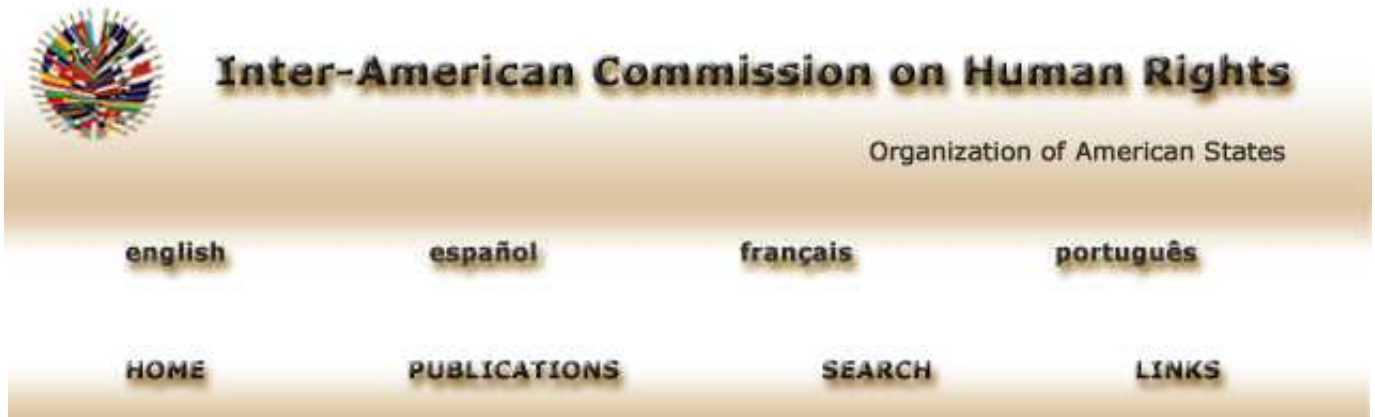 Inter-American Commission on Human Rights
Organization of American States
english español français português
HOME PUBLICATIONS SEARCH LINKS